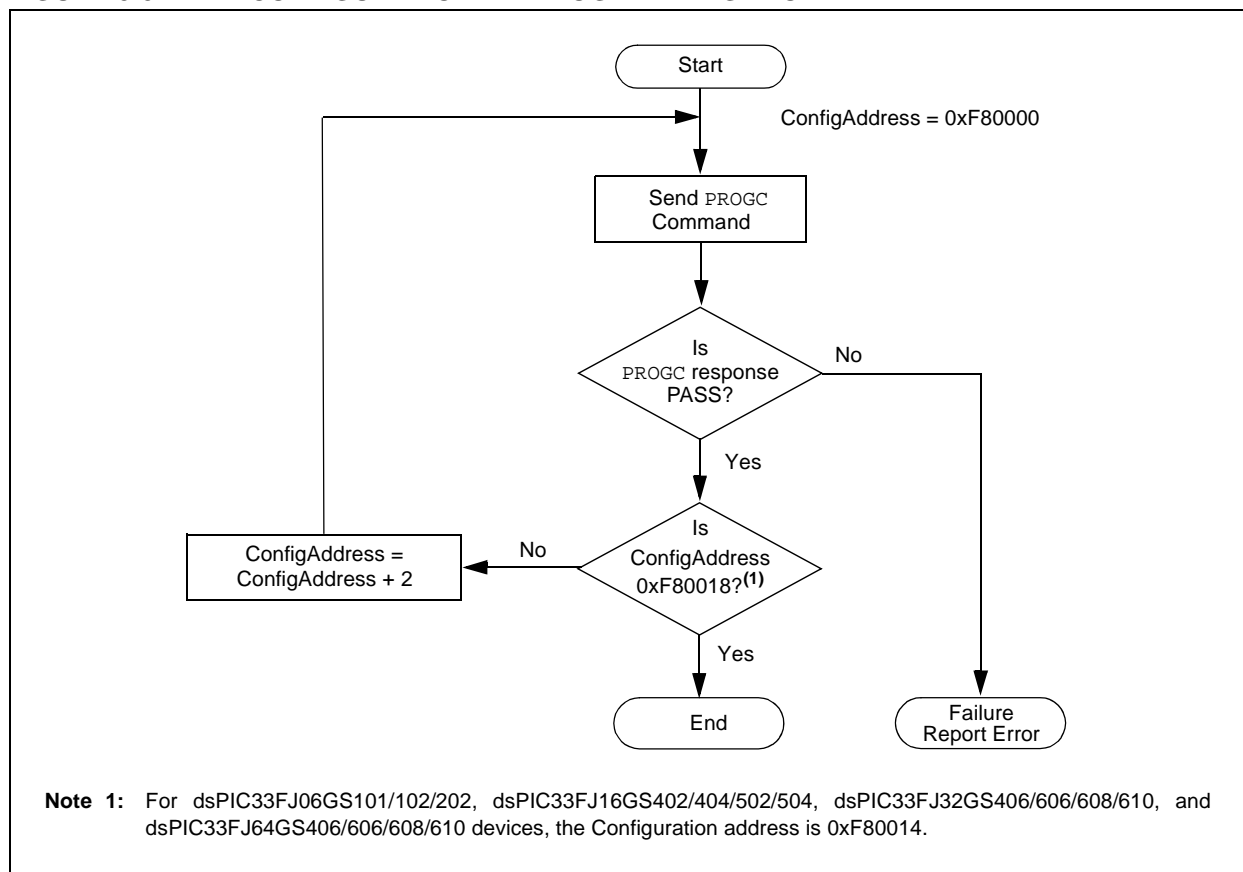 Start
ConfigAddress = 0xF80000
Send PROGC
Command
Is
PROGC response
PASS?
No
Yes
Is
ConfigAddress
0xF80018?(1)
No
ConfigAddress =
ConfigAddress + 2
Yes
End
Failure
Report Error
Note 1: For dsPIC33FJ06GS101/102/202, dsPIC33FJ16GS402/404/502/504, dsPIC33FJ32GS406/606/608/610, and
dsPIC33FJ64GS406/606/608/610 devices, the Configuration address is 0xF80014.